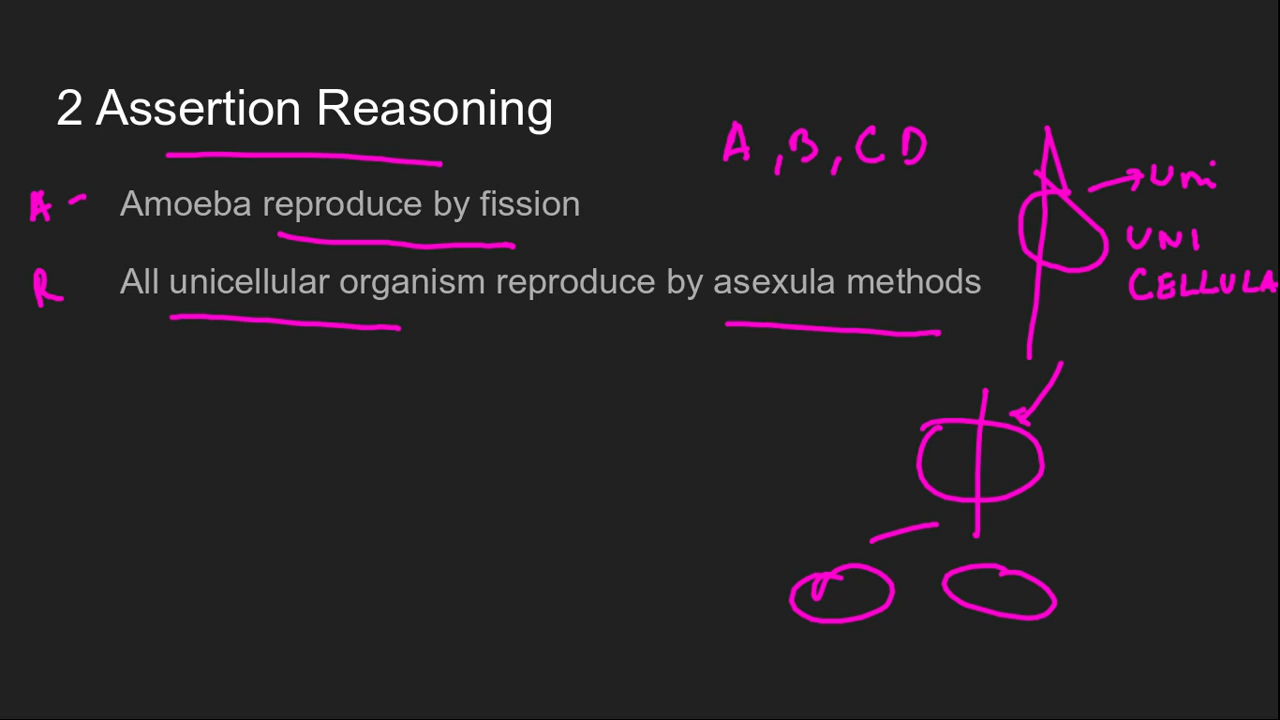 2 Assertion Reasoning
A , B , C D
A - Amoeba reproduce by fission
R All unicellular organism reproduce by asexula methods
Uni
UNI
CELLULA